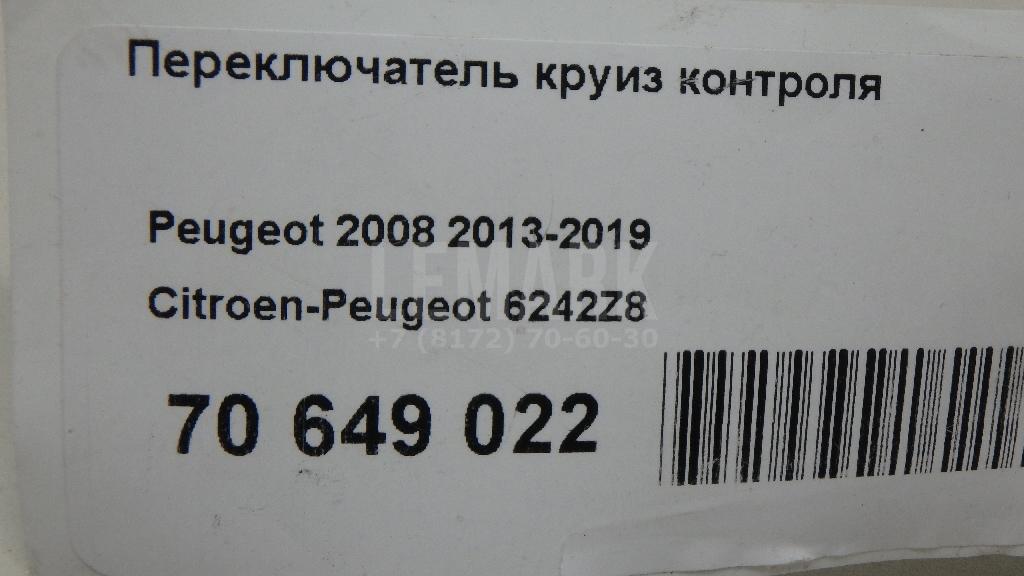 Переключатель круиз контроля
Peugeot 2008 2013-2019
LEMARK
Citroen-Peugeot 6242Z8
+7 (8172) 70-60-30
70 649 022